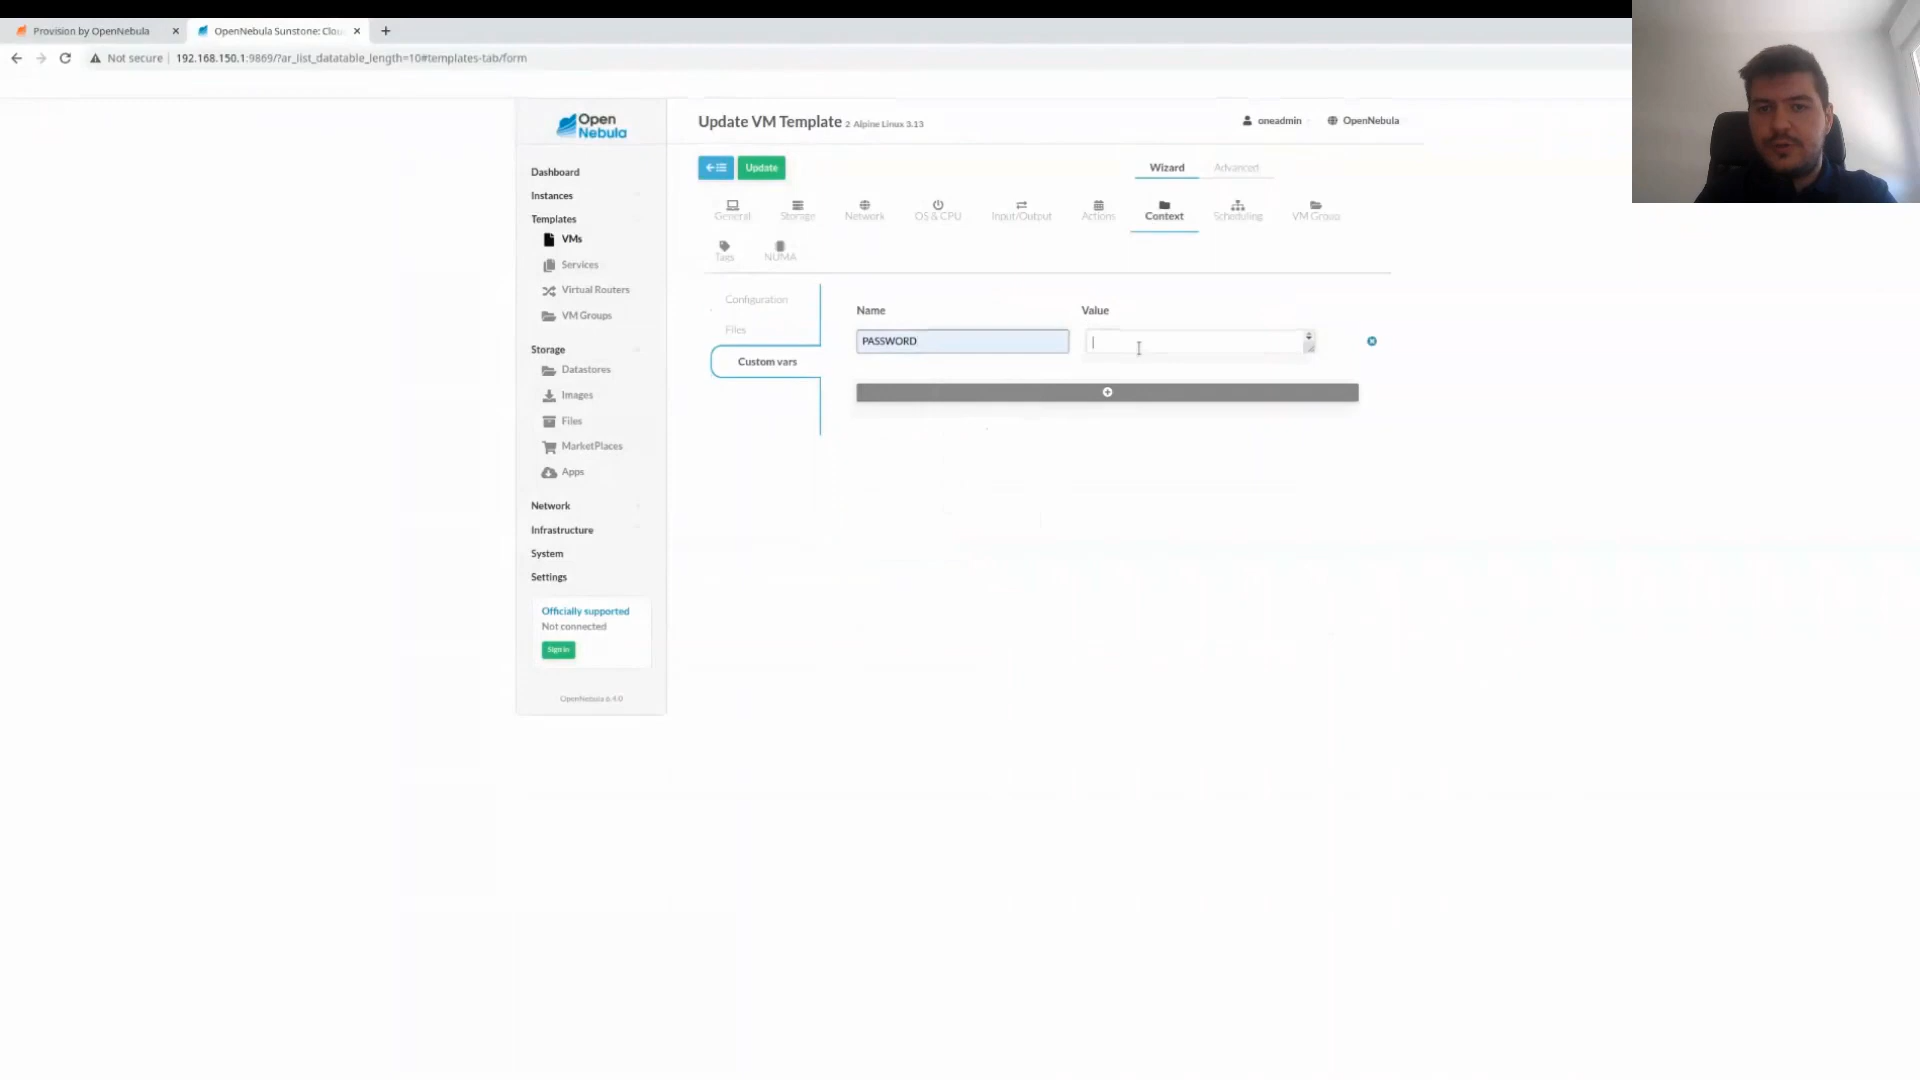 Provision by OpenNebula
OpenNebula Sunstone: Clou
Not secure
192.168.150.1:9869/?ar_list_datatable_length=10#templates-tab/form
Open
Nebula
Update VM Template 2 Alpine Linux 3.13
oneadmin
OpenNebula
Dashboard
Instances
Templates
VMs
Services
Virtual Routers
VM Groups
Storage
Datastores
Images
Files
MarketPlaces
Apps
Network
Infrastructure
System
Settings
Officially supported
Not connected
Sign in
OpenNebula 6.4.0
Update
Wizard
Advanced
General
Storage
Network
OS & CPU
Input/Output
Actions
Context
Scheduling
VM Group
Tags
NUMA
Configuration
Files
Custom vars
Name
Value
PASSWORD